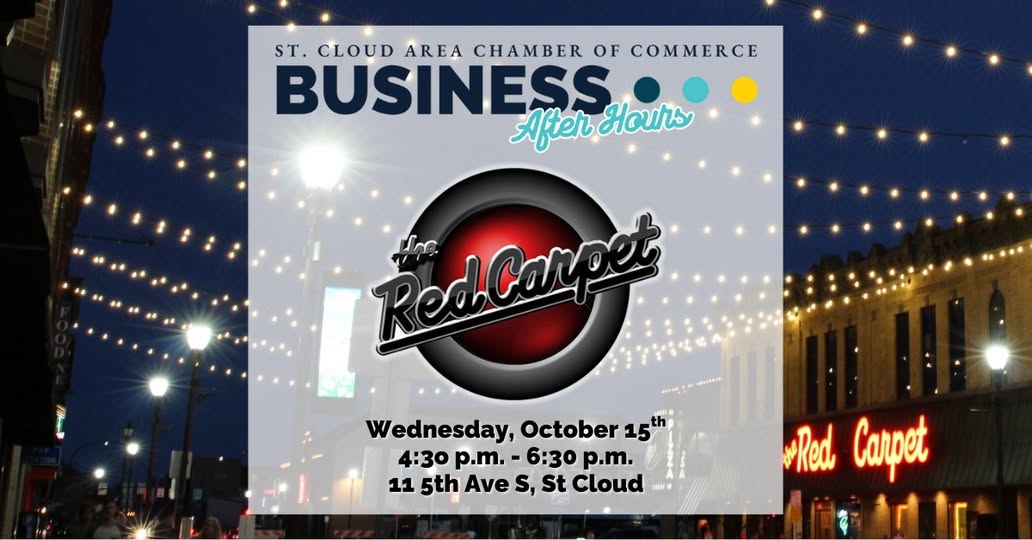 ST. CLOUD AREA CHAMBER OF COMMERCE
BUSINESS
After Hours
the
Red Carpet
Wednesday, October 15th
4:30 p.m. - 6:30 p.m.
11 5th Ave S, St Cloud
the Red Carpet
FOOD